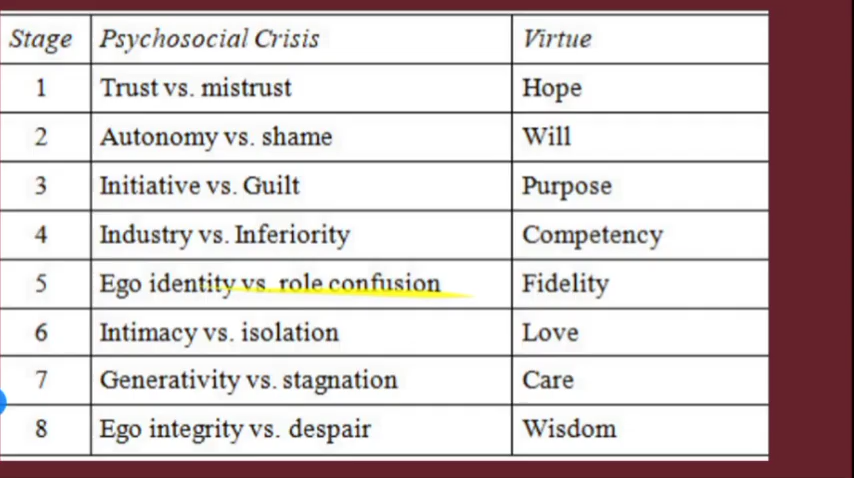 Stage Psychosocial Crisis Virtue
1 Trust vs. mistrust Hope
2 Autonomy vs. shame Will
3 Initiative vs. Guilt Purpose
4 Industry vs. Inferiority Competency
5 Ego identity vs. role confusion Fidelity
6 Intimacy vs. isolation Love
7 Generativity vs. stagnation Care
8 Ego integrity vs. despair Wisdom